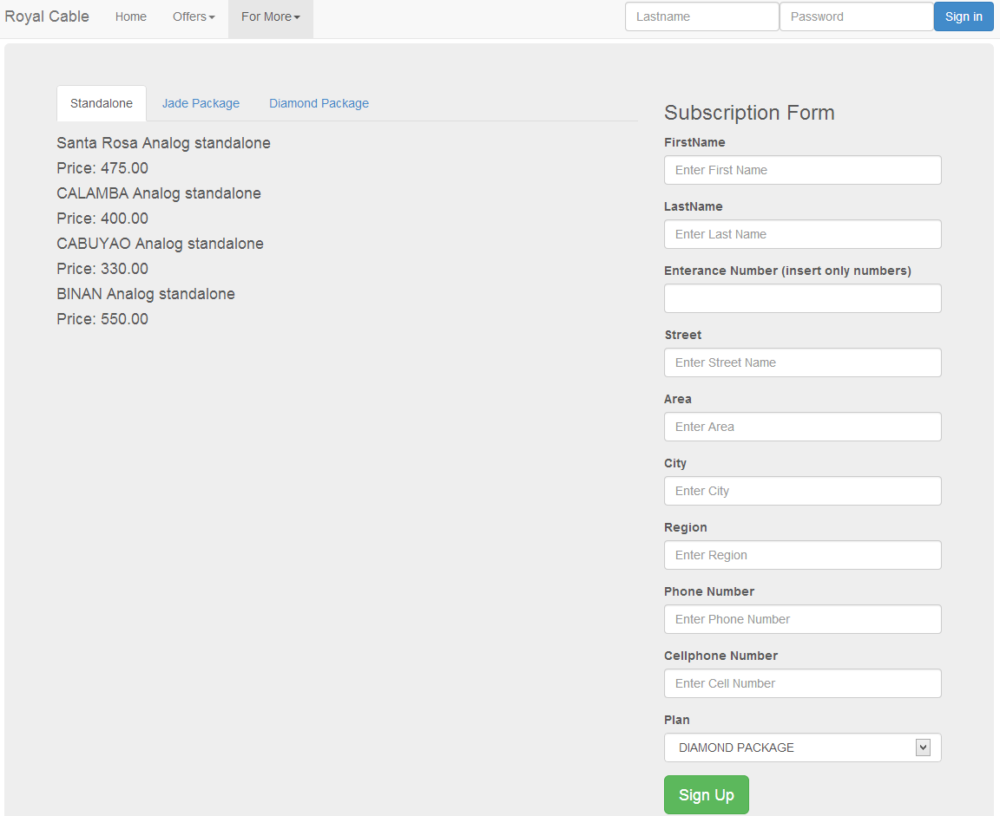 Royal Cable Home Offers For More Lastname Password Sign in
Standalone Jade Package Diamond Package
Santa Rosa Analog standalone
Price: 475.00
CALAMBA Analog standalone
Price: 400.00
CABUYAO Analog standalone
Price: 330.00
BINAN Analog standalone
Price: 550.00
Subscription Form
FirstName
Enter First Name
LastName
Enter Last Name
Enterance Number (insert only numbers)
Street
Enter Street Name
Area
Enter Area
City
Enter City
Region
Enter Region
Phone Number
Enter Phone Number
Cellphone Number
Enter Cell Number
Plan
DIAMOND PACKAGE
Sign Up